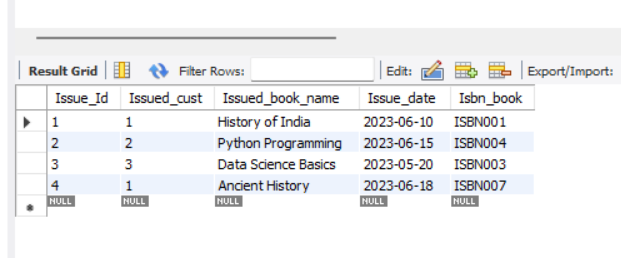 Result Grid Filter Rows: Edit: Export/Import:
Issue_Id Issued_cust Issued_book_name Issue_date Isbn_book
1 1 History of India 2023-06-10 ISBN001
2 2 Python Programming 2023-06-15 ISBN004
3 3 Data Science Basics 2023-05-20 ISBN003
4 1 Ancient History 2023-06-18 ISBN007
NULL NULL NULL NULL NULL